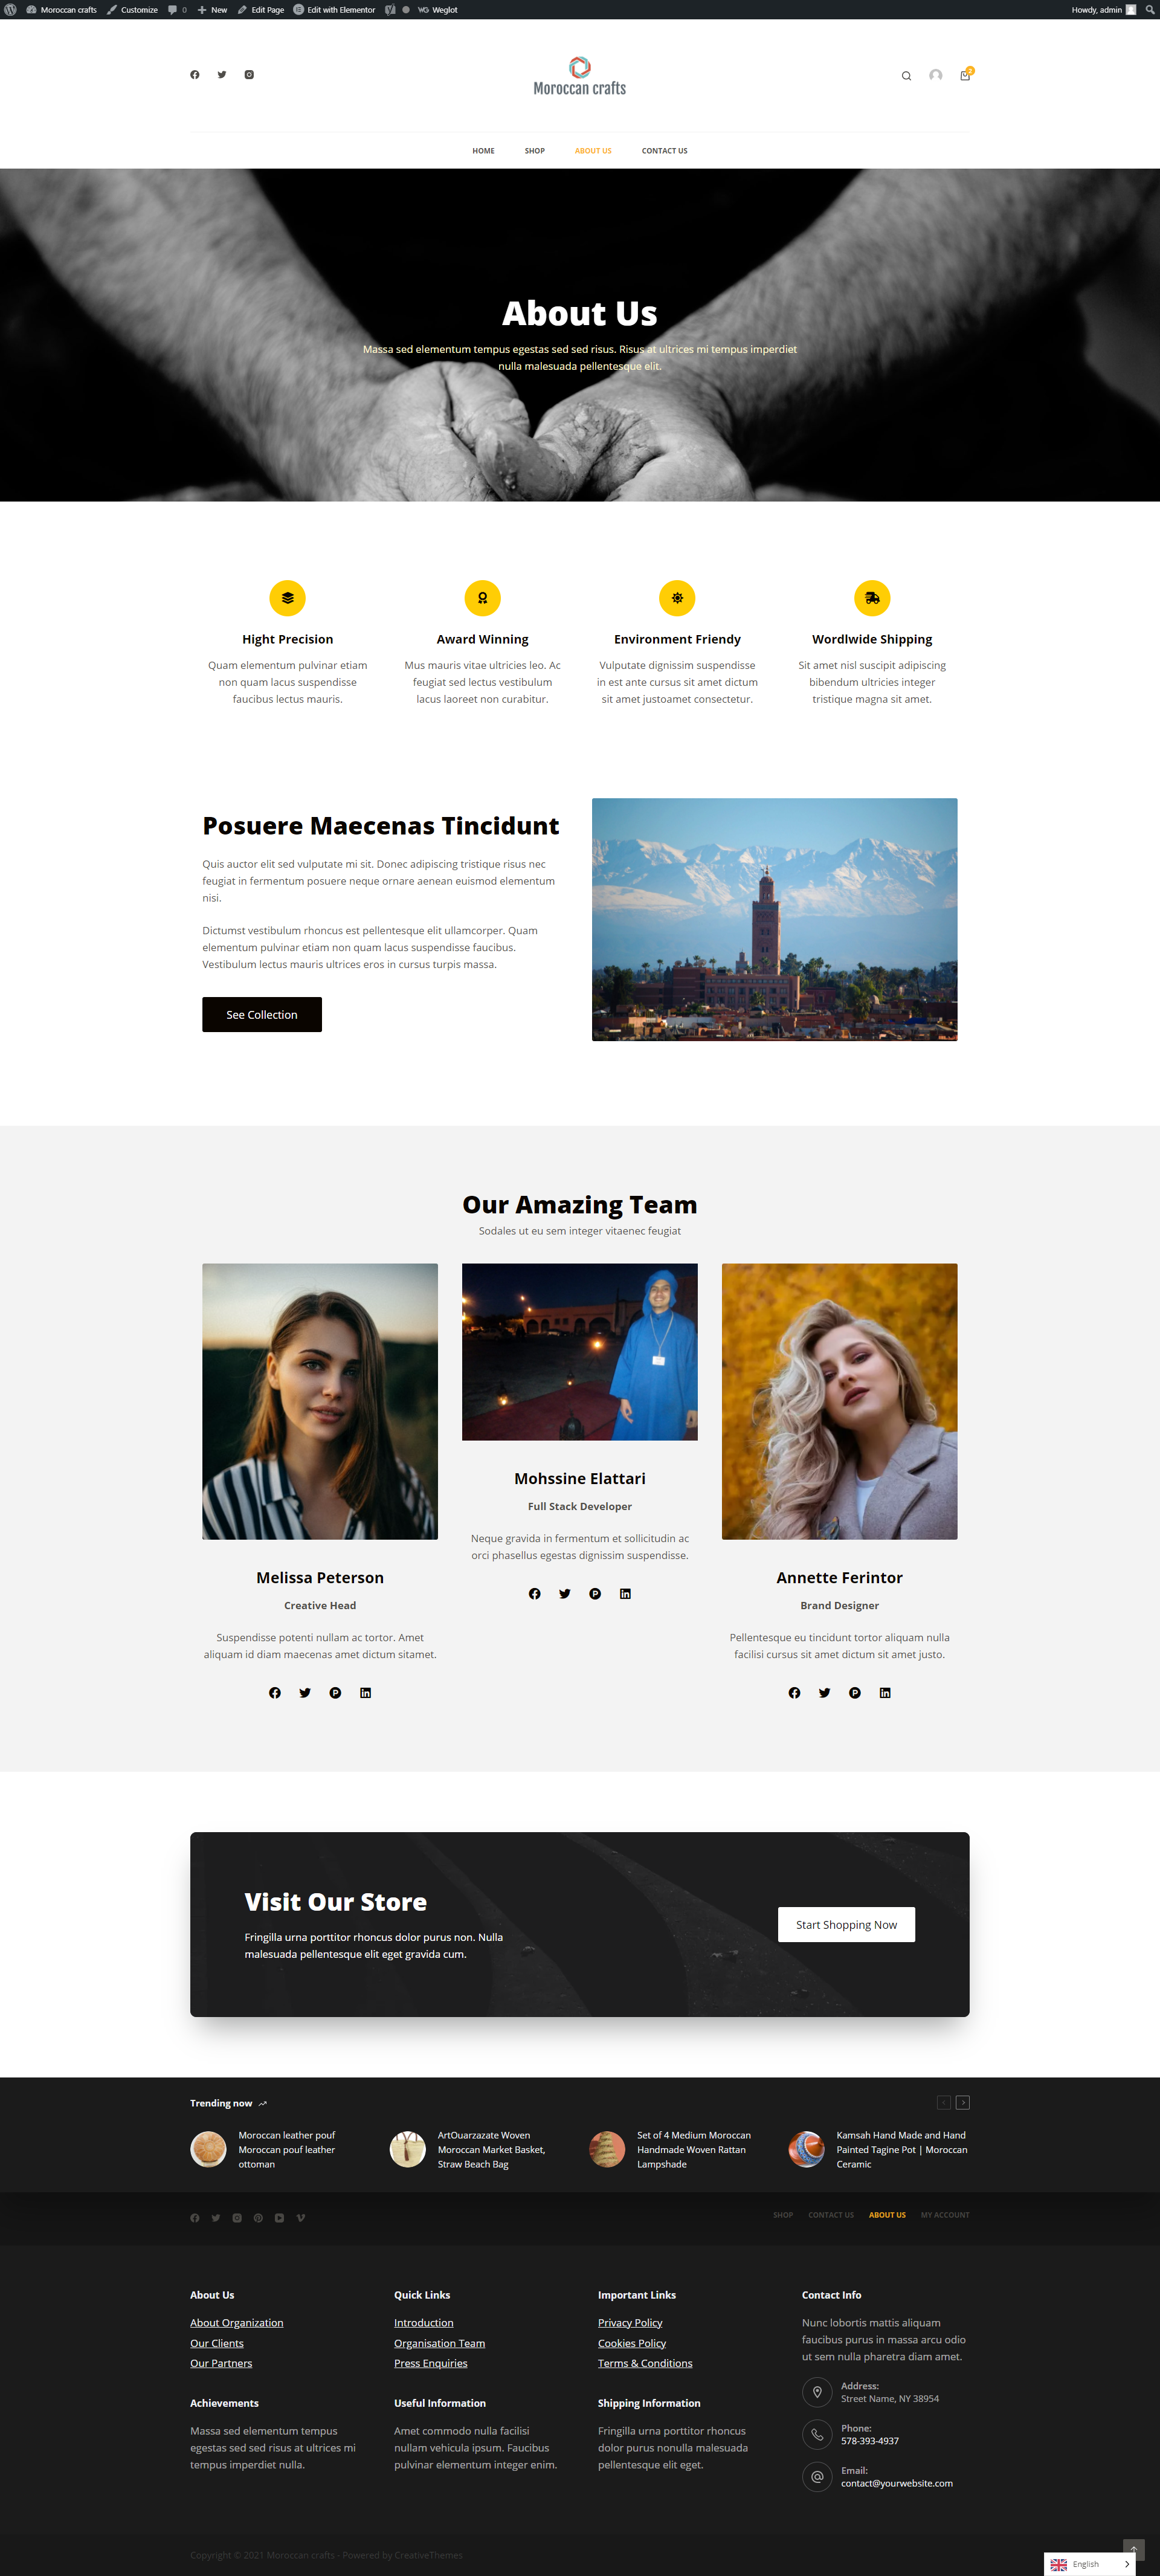 Moroccan crafts Customize 0 New Edit Page Edit with Elementor WG Weglot Howdy, admin
Moroccan crafts
HOME SHOP ABOUT US CONTACT US
About Us
Massa sed elementum tempus egestas sed sed risus. Risus at ultrices mi tempus imperdiet
nulla malesuada pellentesque elit.
Hight Precision
Quam elementum pulvinar etiam
non quam lacus suspendisse
faucibus lectus mauris.
Award Winning
Mus mauris vitae ultricies leo. Ac
feugiat sed lectus vestibulum
lacus laoreet non curabitur.
Environment Friendy
Vulputate dignissim suspendisse
in est ante cursus sit amet dictum
sit amet justoamet consectetur.
Wordlwide Shipping
Sit amet nisl suscipit adipiscing
bibendum ultricies integer
tristique magna sit amet.
Posuere Maecenas Tincidunt
Quis auctor elit sed vulputate mi sit. Donec adipiscing tristique risus nec
feugiat in fermentum posuere neque ornare aenean euismod elementum
nisi.
Dictumst vestibulum rhoncus est pellentesque elit ullamcorper. Quam
elementum pulvinar etiam non quam lacus suspendisse faucibus.
Vestibulum lectus mauris ultrices eros in cursus turpis massa.
See Collection
Our Amazing Team
Sodales ut eu sem integer vitaenec feugiat
Melissa Peterson
Creative Head
Suspendisse potenti nullam ac tortor. Amet
aliquam id diam maecenas amet dictum sitamet.
Mohssine Elattari
Full Stack Developer
Neque gravida in fermentum et sollicitudin ac
orci phasellus egestas dignissim suspendisse.
Annette Ferintor
Brand Designer
Pellentesque eu tincidunt tortor aliquam nulla
facilisi cursus sit amet dictum sit amet justo.
Visit Our Store
Fringilla urna porttitor rhoncus dolor purus non. Nulla
malesuada pellentesque elit eget gravida cum.
Start Shopping Now
Trending now
Moroccan leather pouf
Moroccan pouf leather
ottoman
ArtOuarzazate Woven
Moroccan Market Basket,
Straw Beach Bag
Set of 4 Medium Moroccan
Handmade Woven Rattan
Lampshade
Kamsah Hand Made and Hand
Painted Tagine Pot | Moroccan
Ceramic
SHOP CONTACT US ABOUT US MY ACCOUNT
About Us
About Organization
Our Clients
Our Partners
Quick Links
Introduction
Organisation Team
Press Enquiries
Important Links
Privacy Policy
Cookies Policy
Terms & Conditions
Contact Info
Nunc lobortis mattis aliquam
faucibus purus in massa arcu odio
ut sem nulla pharetra diam amet.
Address:
Street Name, NY 38954
Phone:
578-393-4937
Email:
contact@yourwebsite.com
Achievements
Massa sed elementum tempus
egestas sed sed risus at ultrices mi
tempus imperdiet nulla.
Useful Information
Amet commodo nulla facilisi
nullam vehicula ipsum. Faucibus
pulvinar elementum integer enim.
Shipping Information
Fringilla urna porttitor rhoncus
dolor purus nonulla malesuada
pellentesque elit eget.
Copyright © 2021 Moroccan crafts - Powered by CreativeThemes
English